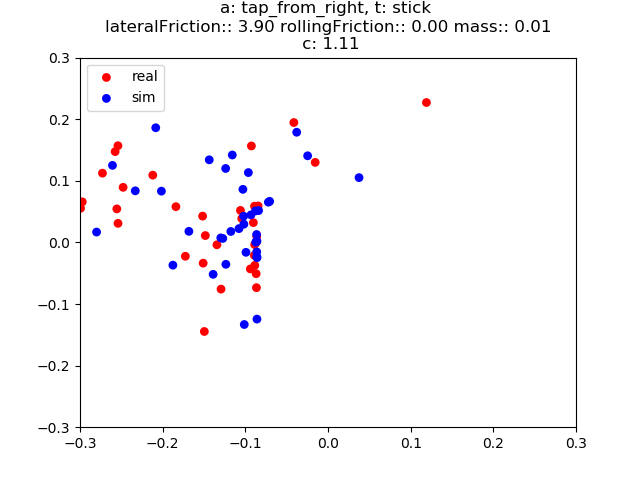 a: tap_from_right, t: stick
lateralFriction:: 3.90 rollingFriction:: 0.00 mass:: 0.01
c: 1.11
real
sim
0.3
0.2
0.1
0.0
−0.1
−0.2
−0.3
−0.3
−0.2
−0.1
0.0
0.1
0.2
0.3